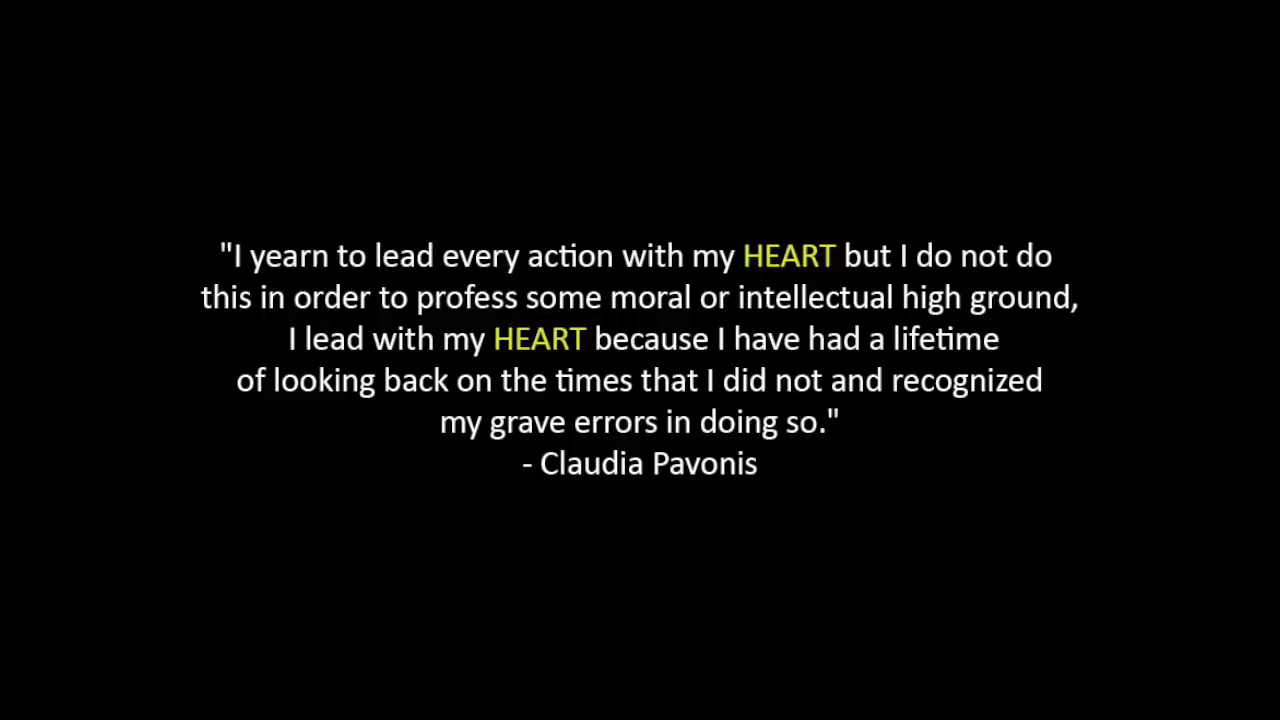 "I yearn to lead every action with my HEART but I do not do
this in order to profess some moral or intellectual high ground,
I lead with my HEART because I have had a lifetime
of looking back on the times that I did not and recognized
my grave errors in doing so."
- Claudia Pavonis